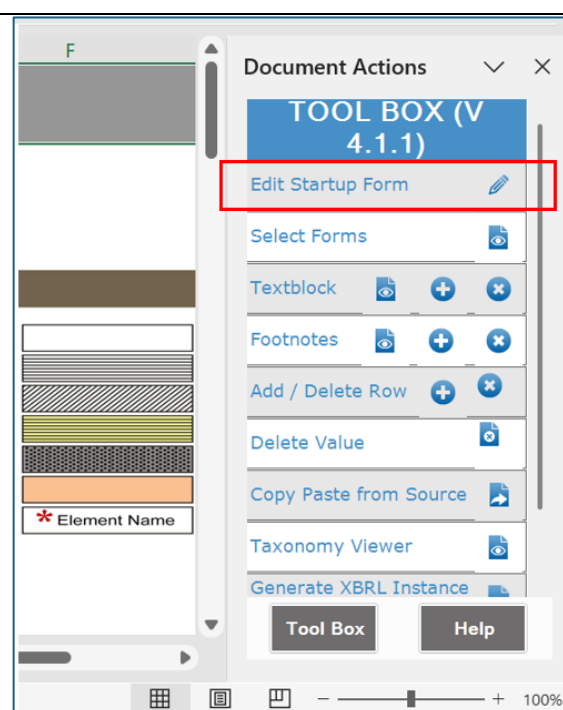 F
Document Actions
TOOL BOX (V
4.1.1)
Edit Startup Form
Select Forms
Textblock
Footnotes
Add / Delete Row
Delete Value
Copy Paste from Source
* Element Name
Taxonomy Viewer
Generate XBRL Instance
Tool Box Help
100%